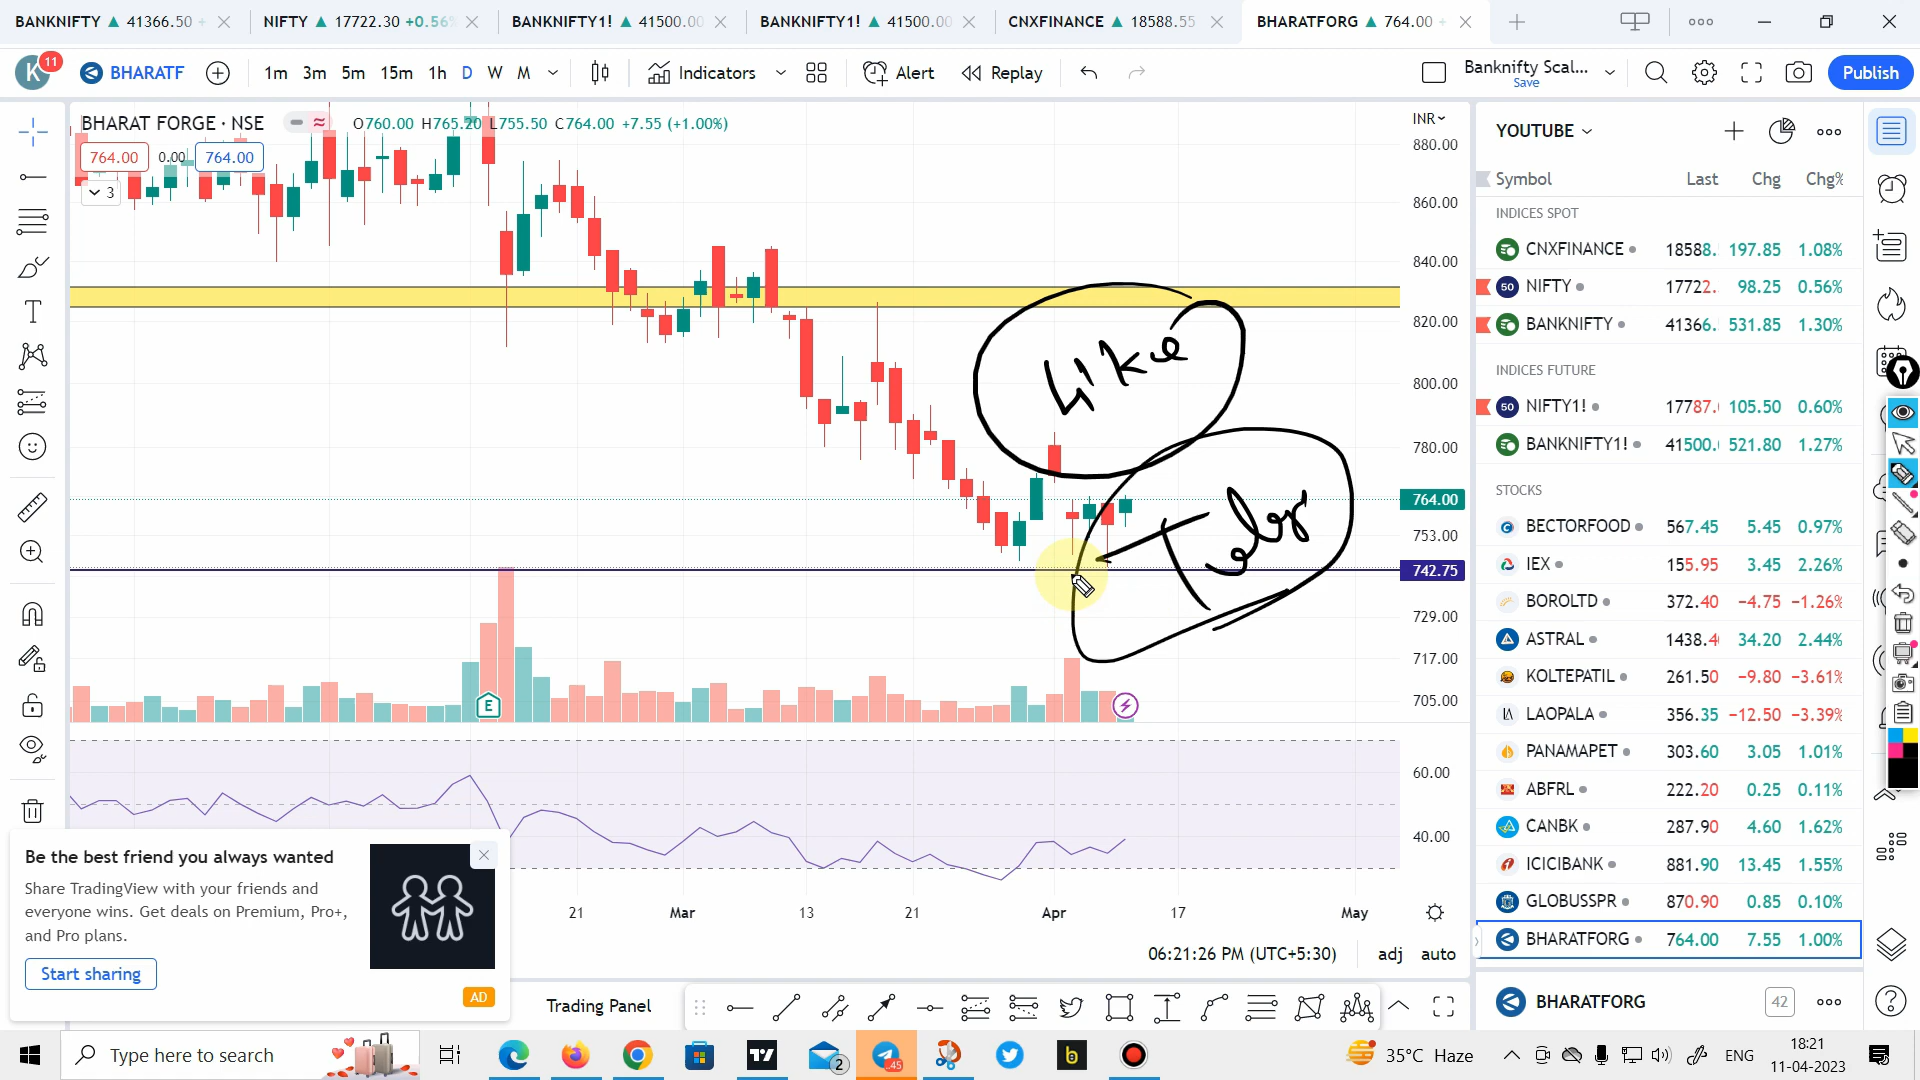 BANKNIFTY ▲ 41366.50 +
NIFTY ▲ 17722.30 +0.56%
BANKNIFTY1! ▲ 41500.00
BANKNIFTY1! ▲ 41500.00
CNXFINANCE ▲ 18588.55
BHARATFORG ▲ 764.00 +
K 11 BHARATF 1m 3m 5m 15m 1h D W M Indicators Alert Replay
Banknifty Scal...
Save
Publish
BHARAT FORGE · NSE O760.00 H765.20 L755.50 C764.00 +7.55 (+1.00%)
764.00 0.00 764.00
3
INR
880.00
860.00
840.00
820.00
800.00
780.00
764.00
753.00
742.75
729.00
717.00
705.00
60.00
40.00
Like
E
21 Mar 13 21 Apr 17 May
06:21:26 PM (UTC+5:30) adj auto
Be the best friend you always wanted
Share TradingView with your friends and
everyone wins. Get deals on Premium, Pro+,
and Pro plans.
Start sharing
AD
Trading Panel
YOUTUBE
Symbol Last Chg Chg%
INDICES SPOT
CNXFINANCE 18588. 197.85 1.08%
50 NIFTY 17722. 98.25 0.56%
BANKNIFTY 41366. 531.85 1.30%
INDICES FUTURE
50 NIFTY1! 17787. 105.50 0.60%
BANKNIFTY1! 41500. 521.80 1.27%
STOCKS
BECTORFOOD 567.45 5.45 0.97%
IEX 155.95 3.45 2.26%
BOROLTD 372.40 −4.75 −1.26%
ASTRAL 1438.4 34.20 2.44%
KOLTEPATIL 261.50 −9.80 −3.61%
LAOPALA 356.35 −12.50 −3.39%
PANAMAPET 303.60 3.05 1.01%
ABFRL 222.20 0.25 0.11%
CANBK 287.90 4.60 1.62%
ICICIBANK 881.90 13.45 1.55%
GLOBUSSPR 870.90 0.85 0.10%
BHARATFORG 764.00 7.55 1.00%
BHARATFORG 42
Type here to search
2
45
35°C Haze
ENG
18:21
11-04-2023